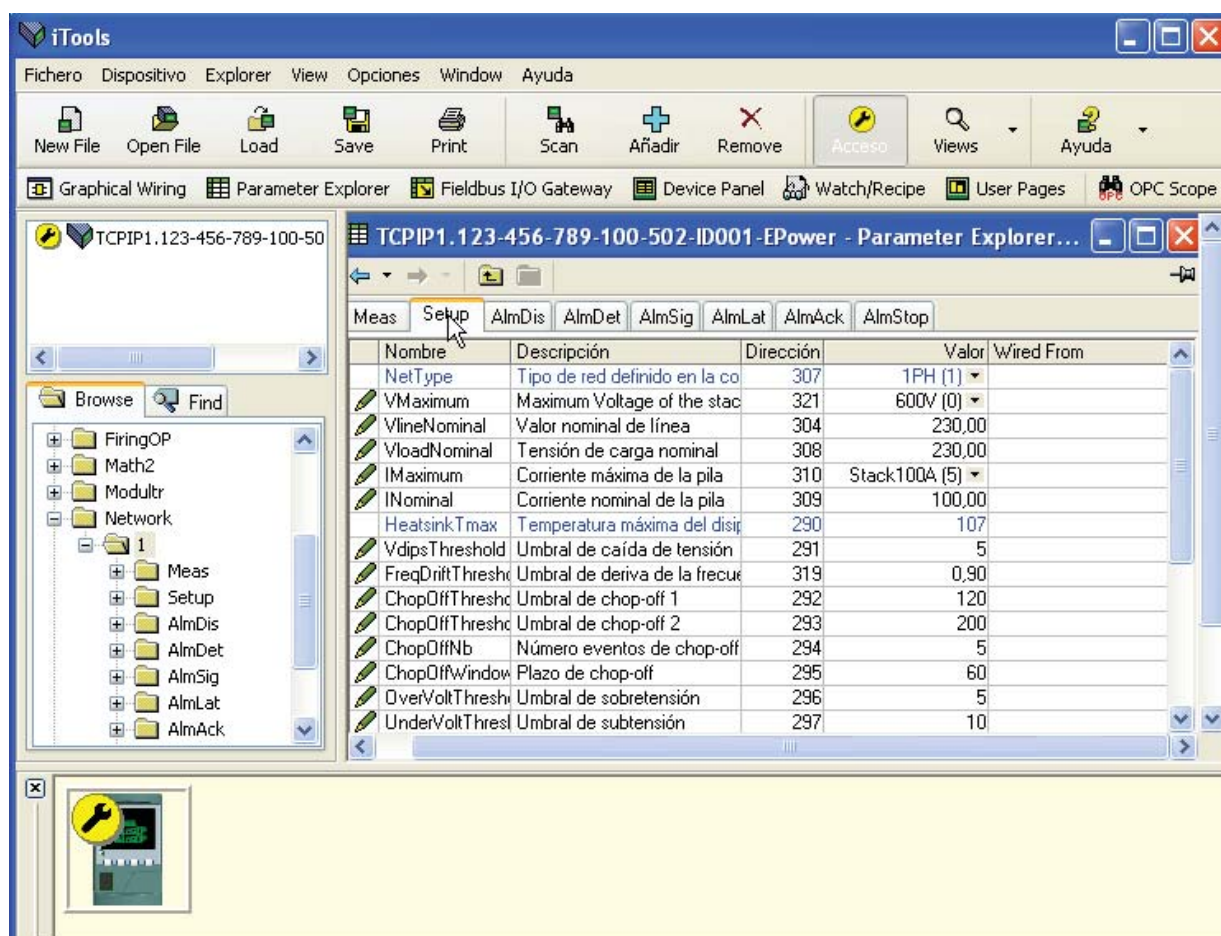 iTools
Fichero Dispositivo Explorer View Opciones Window Ayuda
New File Open File Load Save Print Scan Añadir Remove Acceso Views Ayuda
Graphical Wiring Parameter Explorer Fieldbus I/O Gateway Device Panel Watch/Recipe User Pages OPC Scope
TCPIP1.123-456-789-100-50
Browse Find
FiringOP
Math2
Modultr
Network
1
Meas
Setup
AlmDis
AlmDet
AlmSig
AlmLat
AlmAck
TCPIP1.123-456-789-100-502-ID001-EPower - Parameter Explorer...
Meas Setup AlmDis AlmDet AlmSig AlmLat AlmAck AlmStop
Nombre Descripción Dirección Valor Wired From
NetType Tipo de red definido en la co 307 1PH (1)
VMaximum Maximum Voltage of the stac 321 600V (0)
VlineNominal Valor nominal de línea 304 230,00
VloadNominal Tensión de carga nominal 308 230,00
IMaximum Corriente máxima de la pila 310 Stack100A (5)
INominal Corriente nominal de la pila 309 100,00
HeatsinkTmax Temperatura máxima del disip 290 107
VdipsThreshold Umbral de caída de tensión 291 5
FreqDriftThresho Umbral de deriva de la frecue 319 0,90
ChopOffThresho Umbral de chop-off 1 292 120
ChopOffThresho Umbral de chop-off 2 293 200
ChopOffNb Número eventos de chop-off 294 5
ChopOffWindow Plazo de chop-off 295 60
OverVoltThresh Umbral de sobretensión 296 5
UnderVoltThresl Umbral de subtensión 297 10